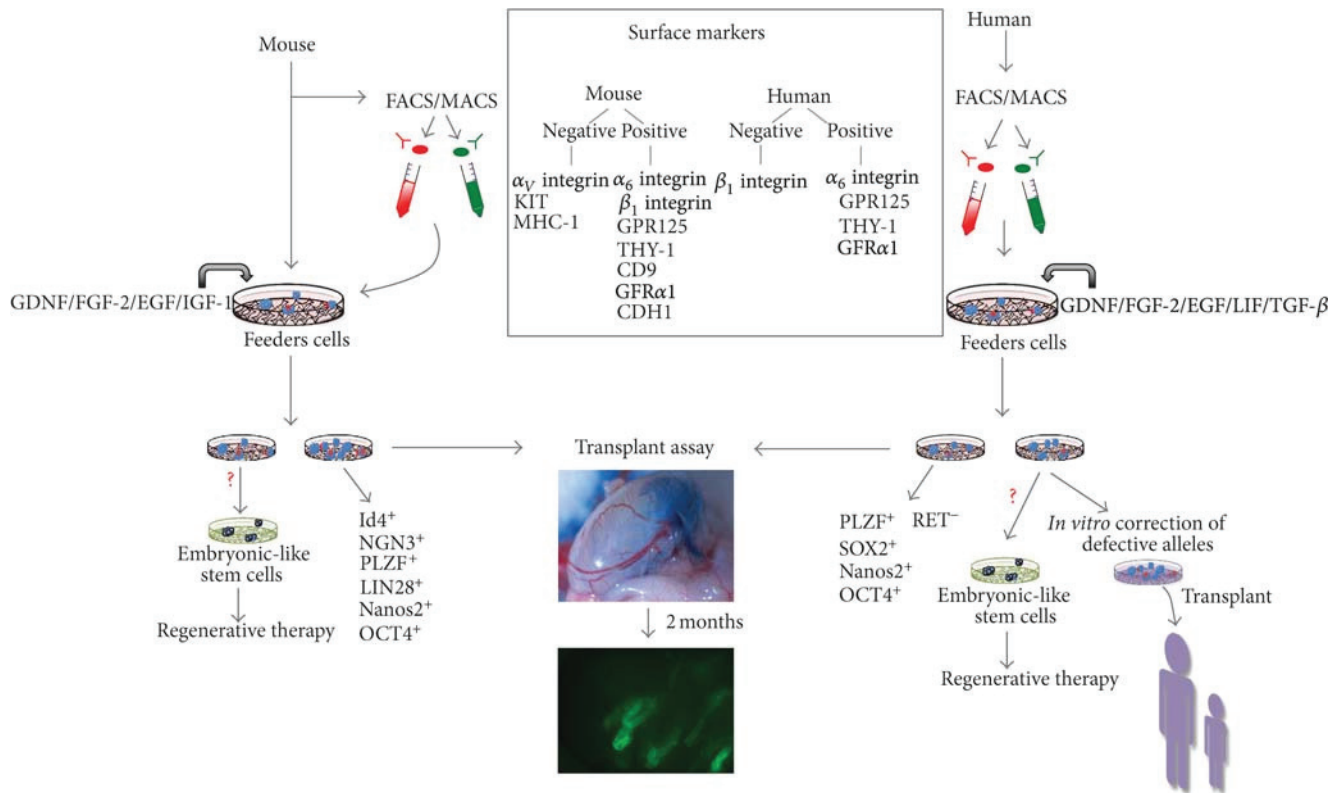 Mouse
FACS/MACS
GDNF/FGF-2/EGF/IGF-1
Feeders cells
Surface markers
Mouse
Negative Positive
α_V integrin
KIT
MHC-1
α₆ integrin
β₁ integrin
GPR125
THY-1
CD9
GFRα1
CDH1
Human
Negative Positive
β₁ integrin
α₆ integrin
GPR125
THY-1
GFRα1
Human
FACS/MACS
GDNF/FGF-2/EGF/LIF/TGF-β
Feeders cells
?
Embryonic-like
stem cells
Regenerative therapy
Id4⁺
NGN3⁺
PLZF⁺
LIN28⁺
Nanos2⁺
OCT4⁺
Transplant assay
2 months
PLZF⁺
SOX2⁺
Nanos2⁺
OCT4⁺
RET⁻
?
Embryonic-like
stem cells
Regenerative therapy
In vitro correction of
defective alleles
Transplant